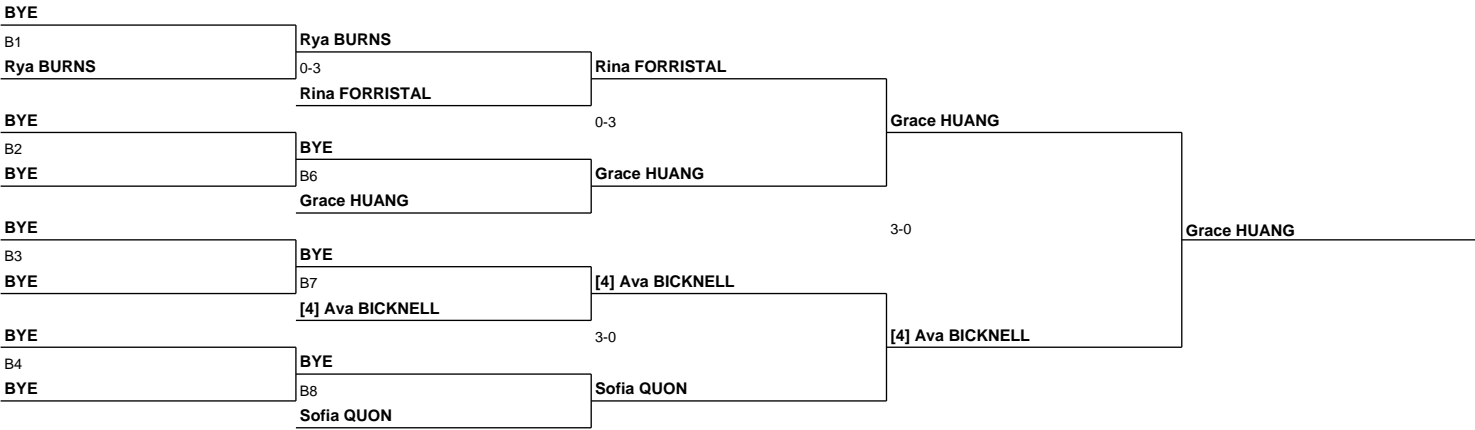 BYE
B1
Rya BURNS
Rya BURNS
0-3
Rina FORRISTAL
Rina FORRISTAL
BYE
B2
BYE
BYE
B6
Grace HUANG
0-3
Grace HUANG
Grace HUANG
BYE
B3
BYE
BYE
B7
[4] Ava BICKNELL
[4] Ava BICKNELL
3-0
Grace HUANG
BYE
B4
BYE
BYE
B8
Sofia QUON
3-0
Sofia QUON
[4] Ava BICKNELL